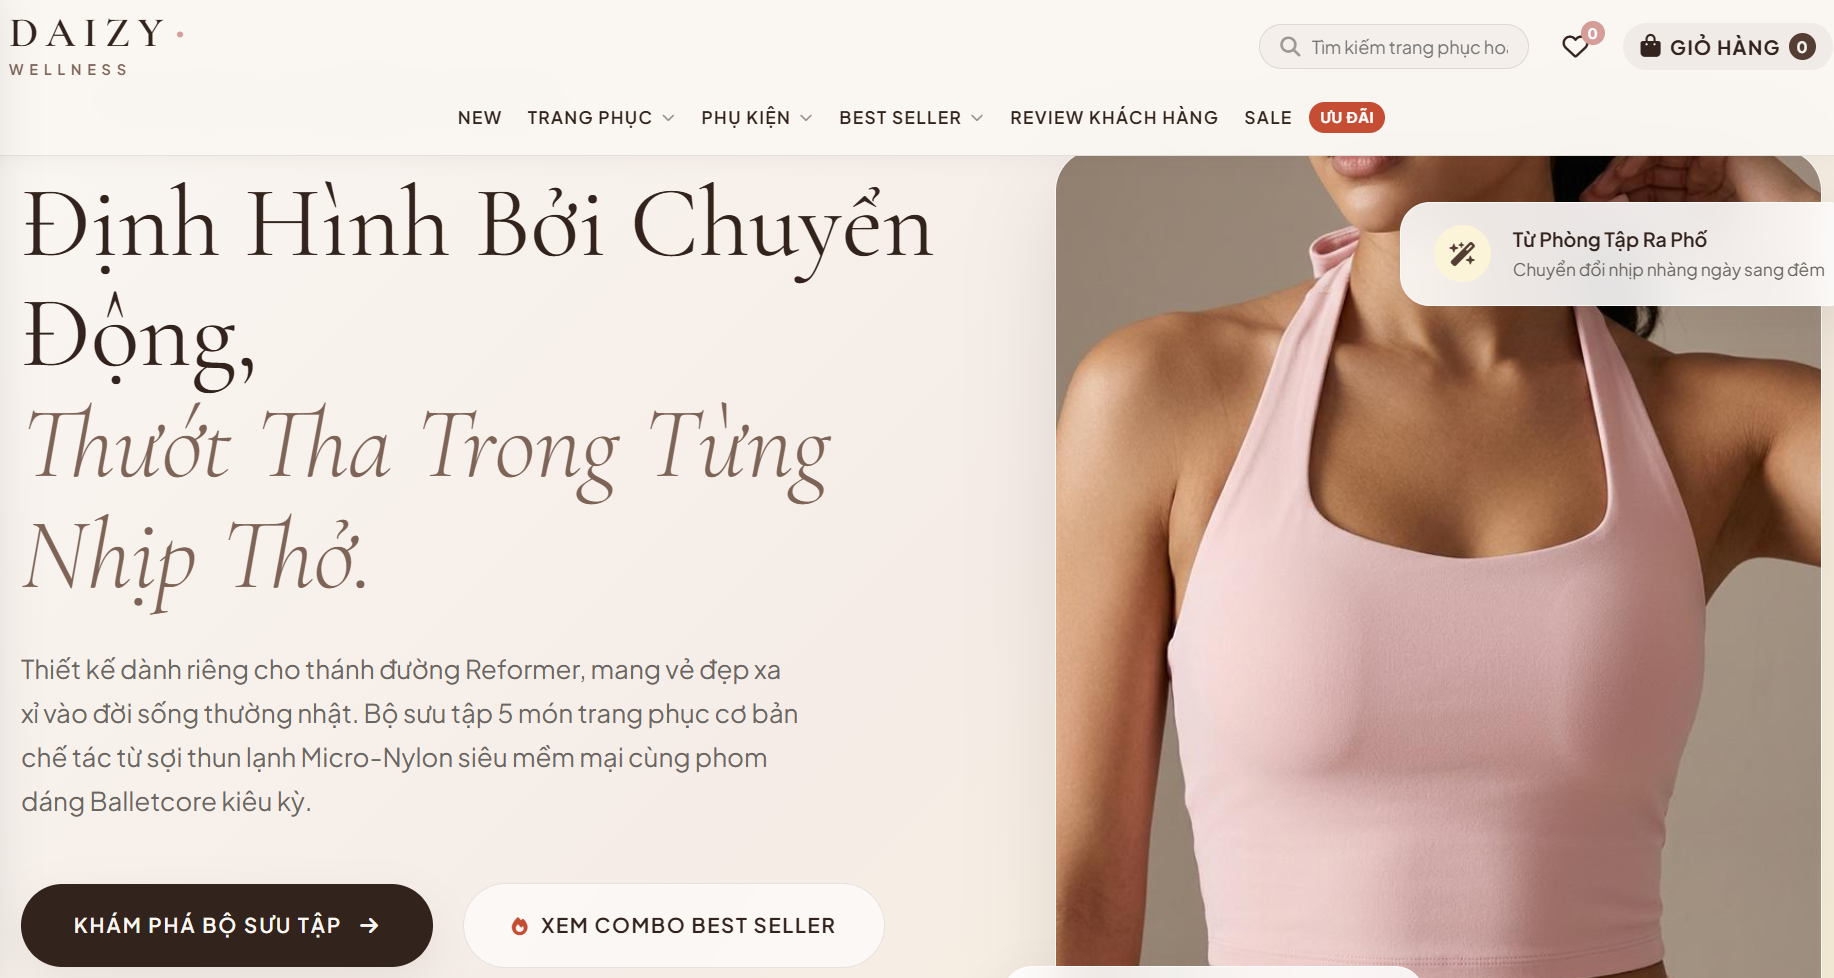 DAIZY
WELLNESS
Tìm kiếm trang phục
0
GIỎ HÀNG 0
NEW TRANG PHỤC PHỤ KIỆN BEST SELLER REVIEW KHÁCH HÀNG SALE ƯU ĐÃI
Định Hình Bởi Chuyển
Động,
Thướt Tha Trong Từng
Nhịp Thở.
Từ Phòng Tập Ra Phố
Chuyển đổi nhịp nhàng ngày sang đêm
Thiết kế dành riêng cho thánh đường Reformer, mang vẻ đẹp xa
xỉ vào đời sống thường nhật. Bộ sưu tập 5 món trang phục cơ bản
chế tác từ sợi thun lạnh Micro-Nylon siêu mềm mại cùng phom
dáng Balletcore kiêu kỳ.
KHÁM PHÁ BỘ SƯU TẬP
XEM COMBO BEST SELLER